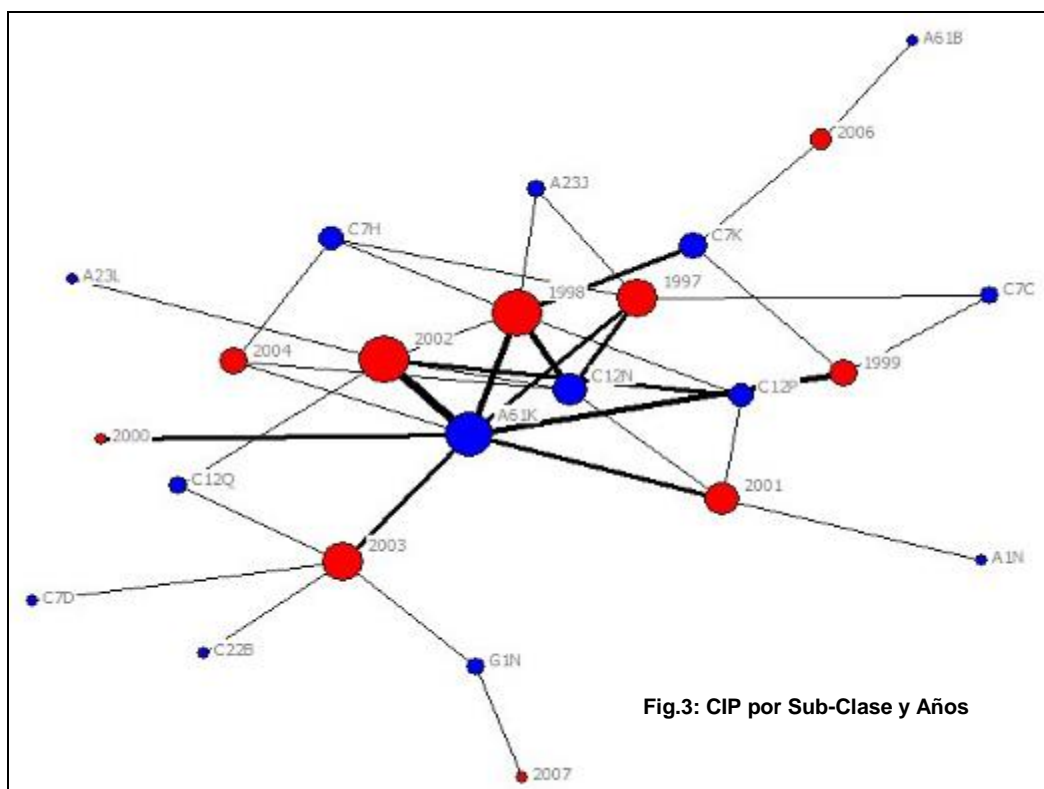 A61B
2006
A23J
C7H
C7K
A23L
1998
1997
C7C
2004
2002
1999
C12N
C12P
A61K
2000
C12Q
2001
2003
A1N
C7D
C22B
G1N
Fig.3: CIP por Sub-Clase y Años
2007